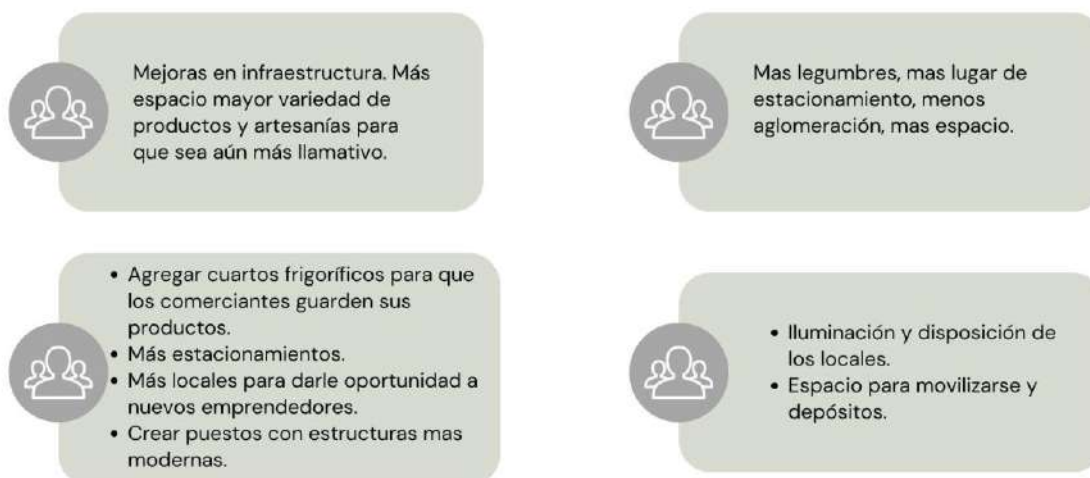 Mejoras en infraestructura. Más
espacio mayor variedad de
productos y artesanías para
que sea aún más llamativo.
Mas legumbres, mas lugar de
estacionamiento, menos
aglomeración, mas espacio.
• Agregar cuartos frigoríficos para que
los comerciantes guarden sus
productos.
• Más estacionamientos.
• Más locales para darle oportunidad a
nuevos emprendedores.
• Crear puestos con estructuras mas
modernas.
• Iluminación y disposición de
los locales.
• Espacio para movilizarse y
depósitos.